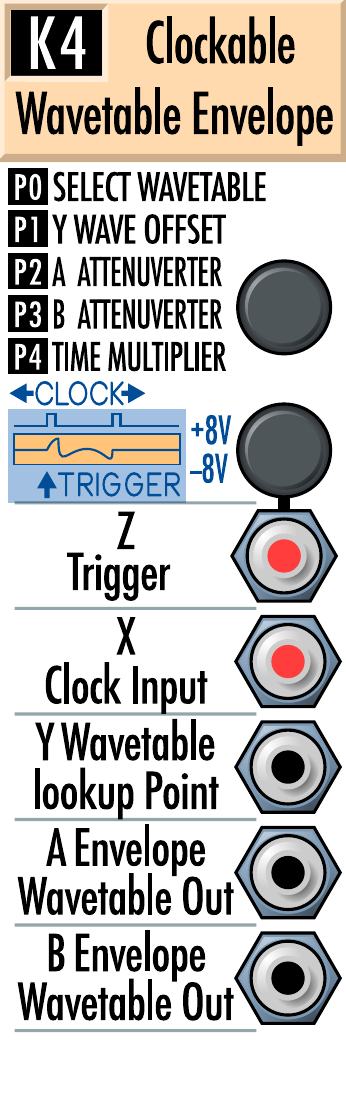 K4 Clockable
Wavetable Envelope
P0 SELECT WAVETABLE
P1 Y WAVE OFFSET
P2 A ATTENUVERTER
P3 B ATTENUVERTER
P4 TIME MULTIPLIER
CLOCK
+8V
-8V
TRIGGER
Z
Trigger
X
Clock Input
Y Wavetable
lookup Point
A Envelope
Wavetable Out
B Envelope
Wavetable Out